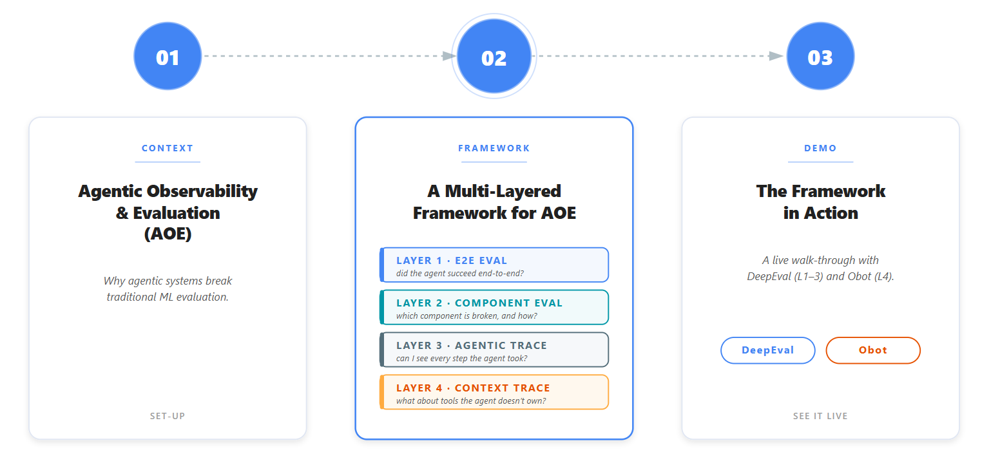 01
02
03
CONTEXT
Agentic Observability
& Evaluation
(AOE)
Why agentic systems break
traditional ML evaluation.
SET-UP
FRAMEWORK
A Multi-Layered
Framework for AOE
LAYER 1 · E2E EVAL
did the agent succeed end-to-end?
LAYER 2 · COMPONENT EVAL
which component is broken, and how?
LAYER 3 · AGENTIC TRACE
can I see every step the agent took?
LAYER 4 · CONTEXT TRACE
what about tools the agent doesn't own?
DEMO
The Framework
in Action
A live walk-through with
DeepEval (L1–3) and Obot (L4).
DeepEval
Obot
SEE IT LIVE